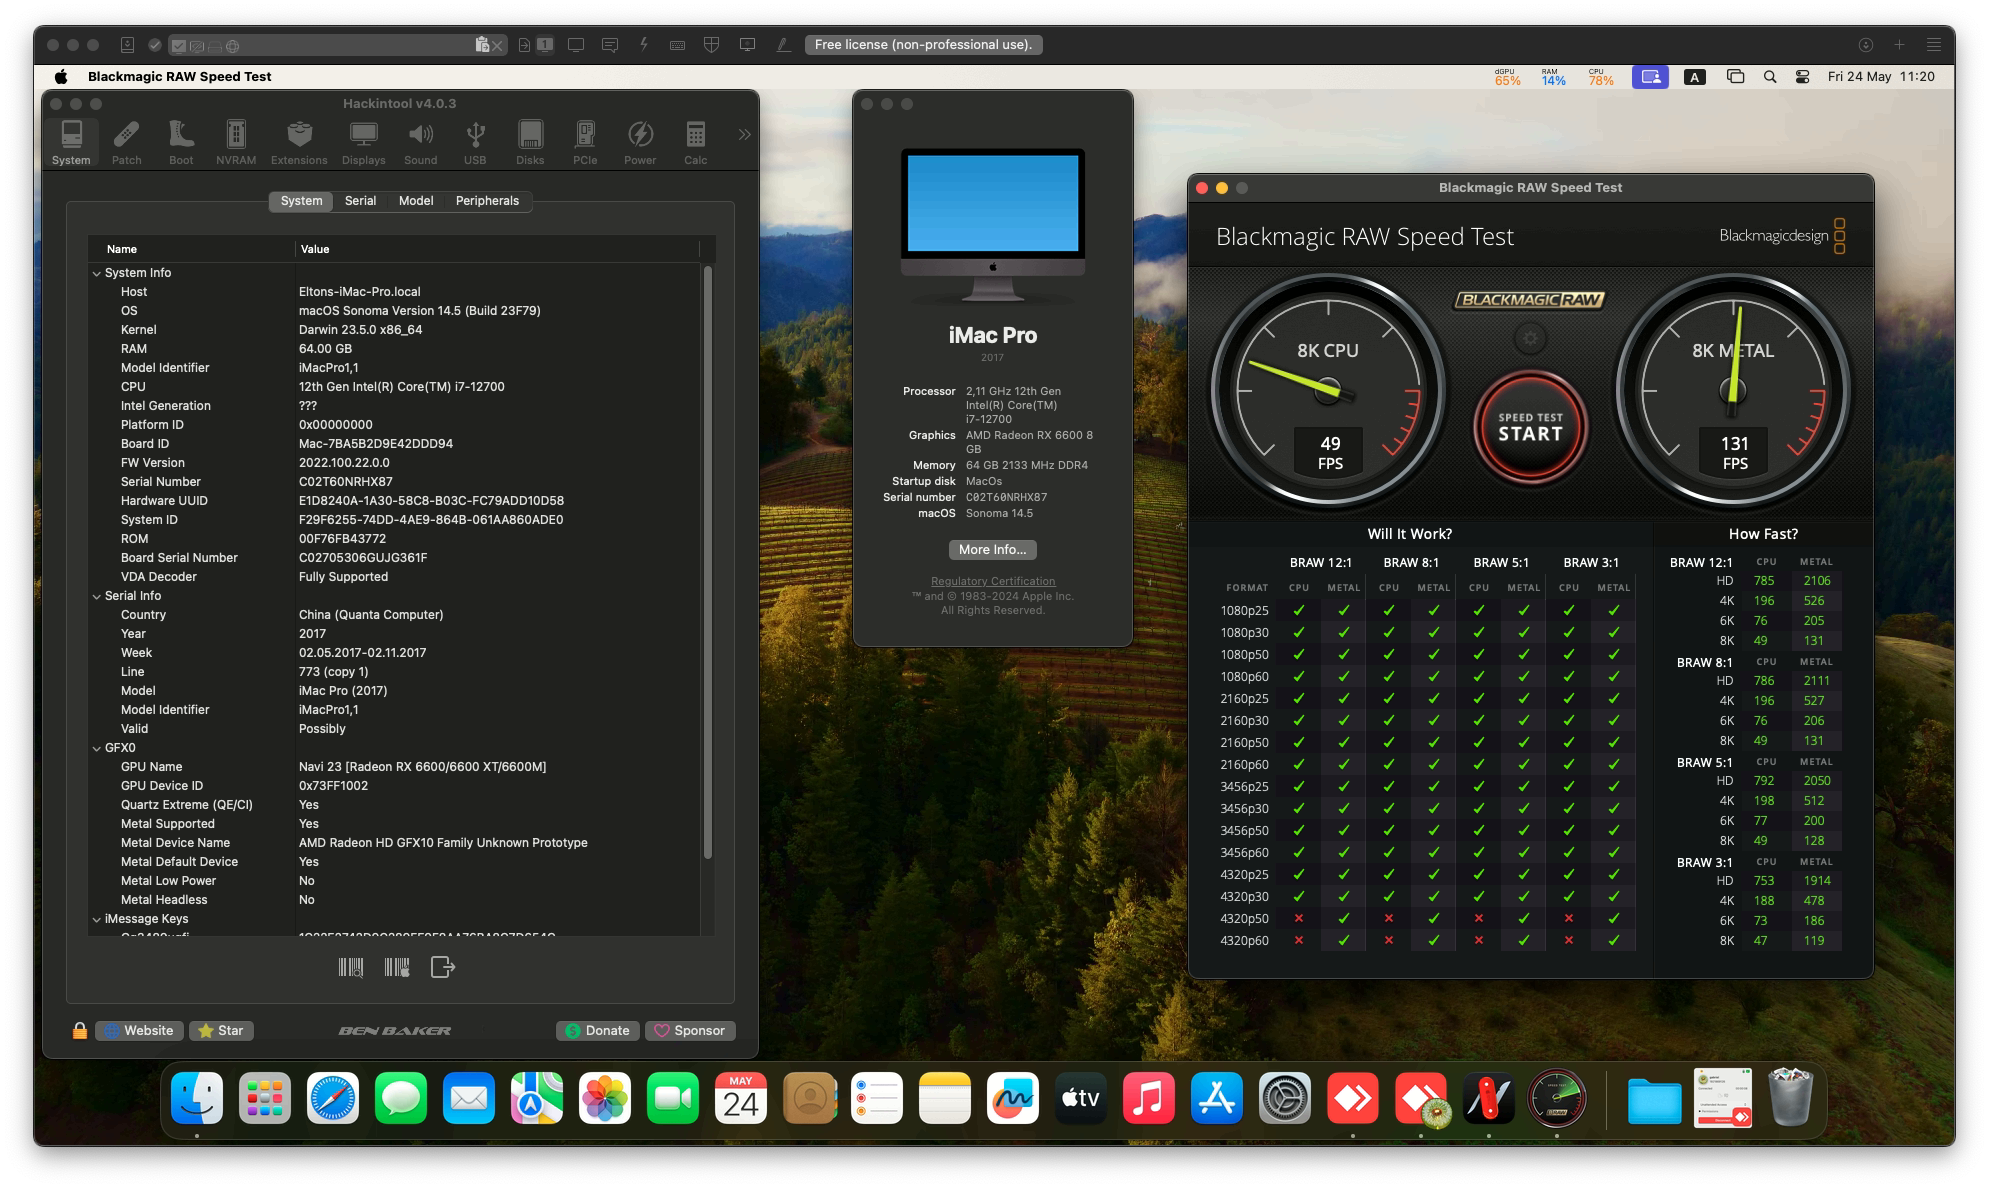 1
Free license (non-professional use).
Blackmagic RAW Speed Test
dGPU
65%
RAM
14%
CPU
78%
A
Fri 24 May 11:20
Hackintool v4.0.3
System
Patch
Boot
NVRAM
Extensions
Displays
Sound
USB
Disks
PCIe
Power
Calc
System Serial Model Peripherals
Name Value
System Info
Host Eltons-iMac-Pro.local
OS macOS Sonoma Version 14.5 (Build 23F79)
Kernel Darwin 23.5.0 x86_64
RAM 64.00 GB
Model Identifier iMacPro1,1
CPU 12th Gen Intel(R) Core(TM) i7-12700
Intel Generation ???
Platform ID 0x00000000
Board ID Mac-7BA5B2D9E42DDD94
FW Version 2022.100.22.0.0
Serial Number C02T60NRHX87
Hardware UUID E1D8240A-1A30-58C8-B03C-FC79ADD10D58
System ID F29F6255-74DD-4AE9-864B-061AA860ADE0
ROM 00F76FB43772
Board Serial Number C02705306GUJG361F
VDA Decoder Fully Supported
Serial Info
Country China (Quanta Computer)
Year 2017
Week 02.05.2017-02.11.2017
Line 773 (copy 1)
Model iMac Pro (2017)
Model Identifier iMacPro1,1
Valid Possibly
GFX0
GPU Name Navi 23 [Radeon RX 6600/6600 XT/6600M]
GPU Device ID 0x73FF1002
Quartz Extreme (QE/CI) Yes
Metal Supported Yes
Metal Device Name AMD Radeon HD GFX10 Family Unknown Prototype
Metal Default Device Yes
Metal Low Power No
Metal Headless No
iMessage Keys
Website
Star
BEN BAKER
Donate
Sponsor
iMac Pro
2017
Processor 2,11 GHz 12th Gen
Intel(R) Core(TM)
i7-12700
Graphics AMD Radeon RX 6600 8
GB
Memory 64 GB 2133 MHz DDR4
Startup disk MacOs
Serial number C02T60NRHX87
macOS Sonoma 14.5
More Info...
Regulatory Certification
™ and © 1983-2024 Apple Inc.
All Rights Reserved.
Blackmagic RAW Speed Test
Blackmagic RAW Speed Test
Blackmagicdesign
BLACKMAGIC RAW
8K CPU
49
FPS
SPEED TEST
START
8K METAL
131
FPS
Will It Work?
BRAW 12:1 BRAW 8:1 BRAW 5:1 BRAW 3:1
FORMAT CPU METAL CPU METAL CPU METAL CPU METAL
1080p25 ✓ ✓ ✓ ✓ ✓ ✓ ✓ ✓
1080p30 ✓ ✓ ✓ ✓ ✓ ✓ ✓ ✓
1080p50 ✓ ✓ ✓ ✓ ✓ ✓ ✓ ✓
1080p60 ✓ ✓ ✓ ✓ ✓ ✓ ✓ ✓
2160p25 ✓ ✓ ✓ ✓ ✓ ✓ ✓ ✓
2160p30 ✓ ✓ ✓ ✓ ✓ ✓ ✓ ✓
2160p50 ✓ ✓ ✓ ✓ ✓ ✓ ✓ ✓
2160p60 ✓ ✓ ✓ ✓ ✓ ✓ ✓ ✓
3456p25 ✓ ✓ ✓ ✓ ✓ ✓ ✓ ✓
3456p30 ✓ ✓ ✓ ✓ ✓ ✓ ✓ ✓
3456p50 ✓ ✓ ✓ ✓ ✓ ✓ ✓ ✓
3456p60 ✓ ✓ ✓ ✓ ✓ ✓ ✓ ✓
4320p25 ✓ ✓ ✓ ✓ ✓ ✓ ✓ ✓
4320p30 ✓ ✓ ✓ ✓ ✓ ✓ ✓ ✓
4320p50 × ✓ × ✓ × ✓ × ✓
4320p60 × ✓ × ✓ × ✓ × ✓
How Fast?
BRAW 12:1 CPU METAL
HD 785 2106
4K 196 526
6K 76 205
8K 49 131
BRAW 8:1 CPU METAL
HD 786 2111
4K 196 527
6K 76 206
8K 49 131
BRAW 5:1 CPU METAL
HD 792 2050
4K 198 512
6K 77 200
8K 49 128
BRAW 3:1 CPU METAL
HD 753 1914
4K 188 478
6K 73 186
8K 47 119
MAY
24
tv